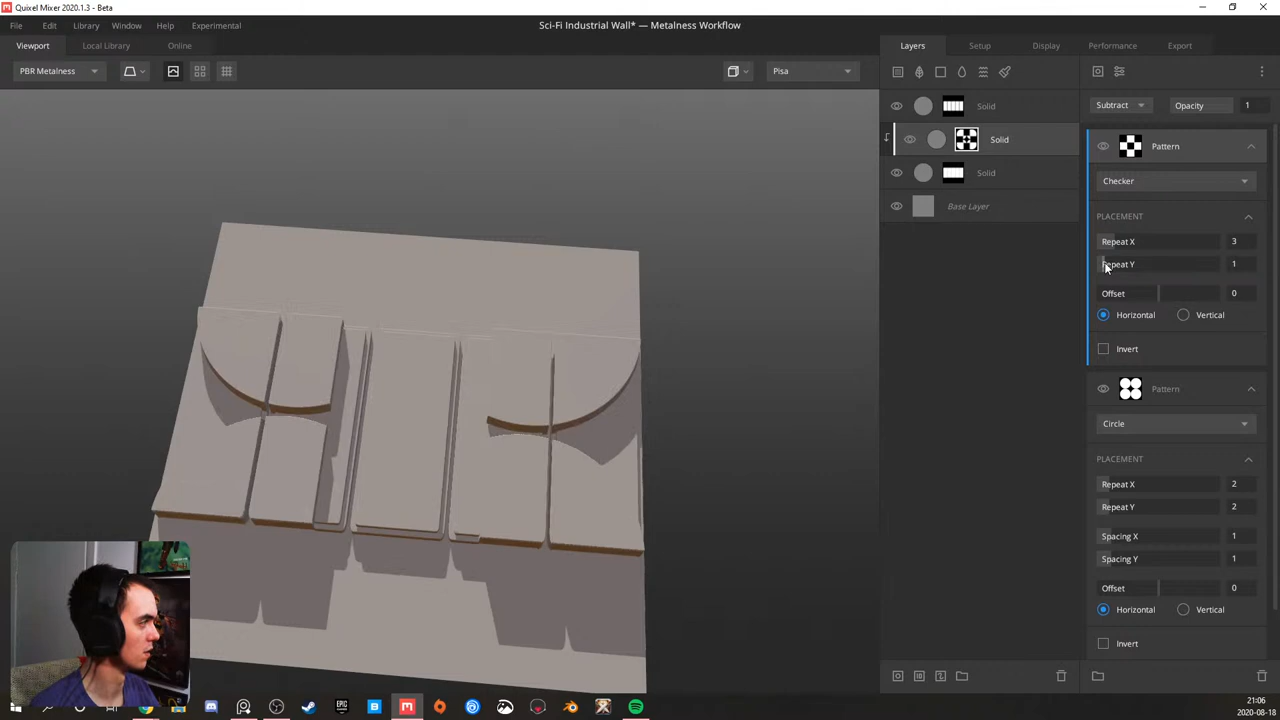 Quixel Mixer 2020.1.3 - Beta
File Edit Library Window Help Experimental
Sci-Fi Industrial Wall* — Metalness Workflow
Viewport Local Library Online
Layers Setup Display Performance Export
PBR Metalness
Pisa
Subtract Opacity 1
Solid
Solid
Solid
Base Layer
Pattern
Checker
PLACEMENT
Repeat X 3
Repeat Y 1
Offset 0
Horizontal Vertical
Invert
Pattern
Circle
PLACEMENT
Repeat X 2
Repeat Y 2
Spacing X 1
Spacing Y 1
Offset 0
Horizontal Vertical
Invert
21:06
2020-08-18